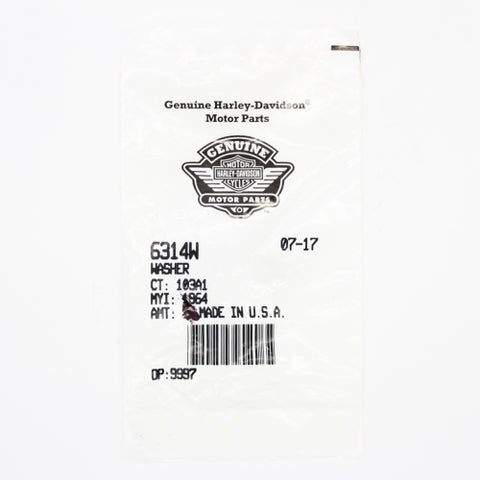 Genuine Harley-Davidson®
Motor Parts
GENUINE
MOTOR
HARLEY-DAVIDSON
CYCLES
MOTOR PARTS
6314W 07-17
WASHER
CT: 103A1
MYI: 1864
AMT: MADE IN U.S.A.
OP:9997